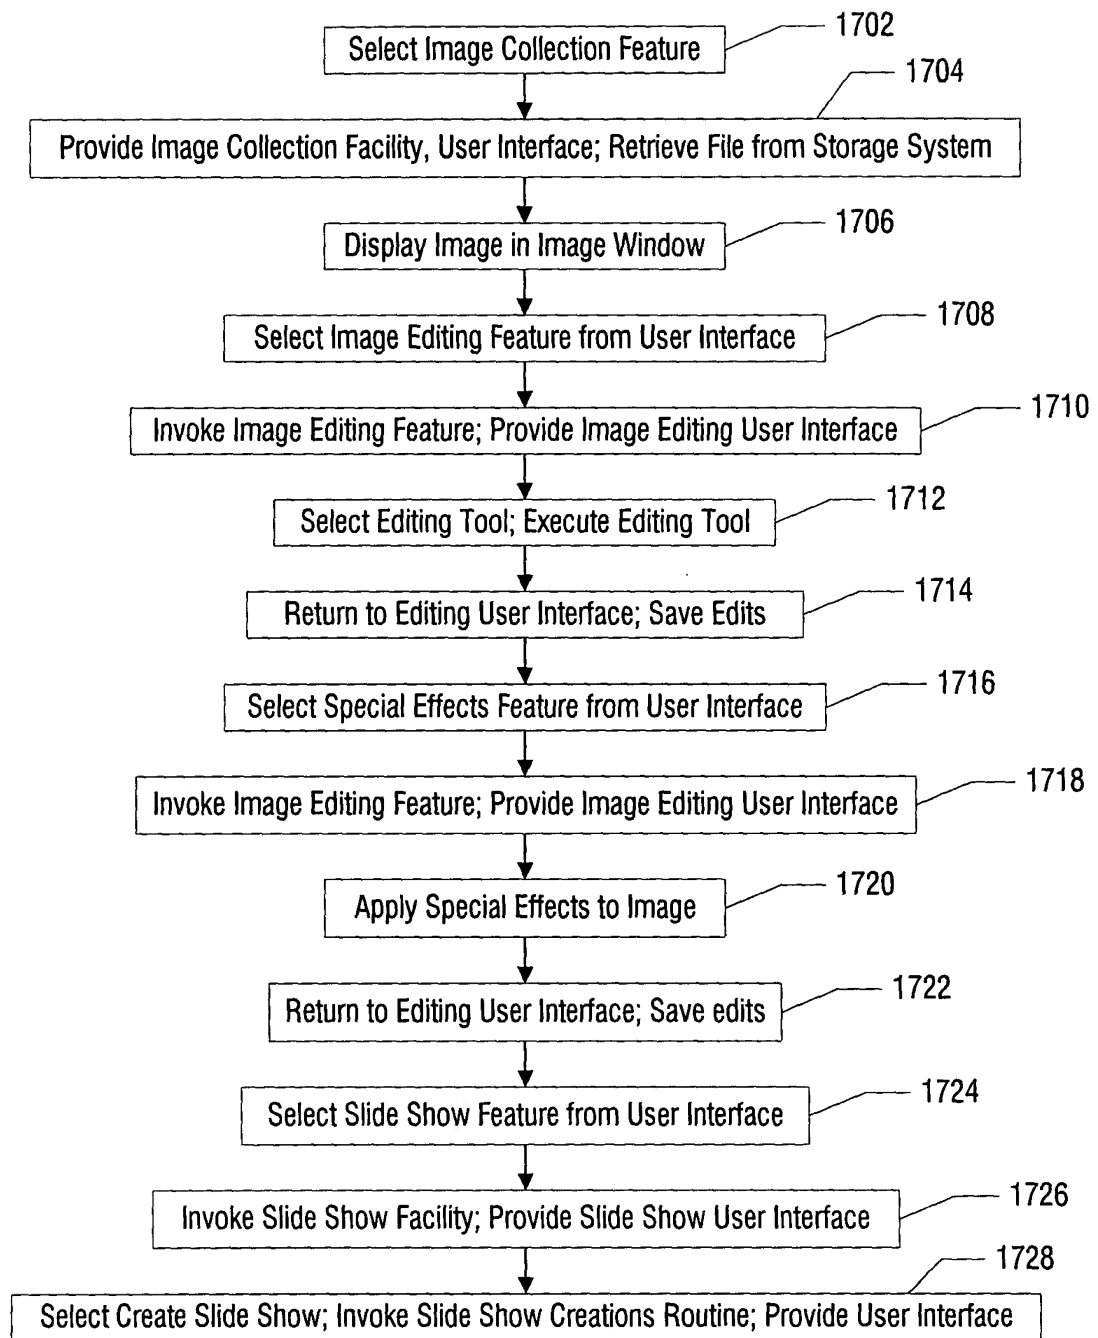 1702
Select Image Collection Feature
1704
Provide Image Collection Facility, User Interface; Retrieve File from Storage System
1706
Display Image in Image Window
1708
Select Image Editing Feature from User Interface
1710
Invoke Image Editing Feature; Provide Image Editing User Interface
1712
Select Editing Tool; Execute Editing Tool
1714
Return to Editing User Interface; Save Edits
1716
Select Special Effects Feature from User Interface
1718
Invoke Image Editing Feature; Provide Image Editing User Interface
1720
Apply Special Effects to Image
1722
Return to Editing User Interface; Save edits
1724
Select Slide Show Feature from User Interface
1726
Invoke Slide Show Facility; Provide Slide Show User Interface
1728
Select Create Slide Show; Invoke Slide Show Creations Routine; Provide User Interface